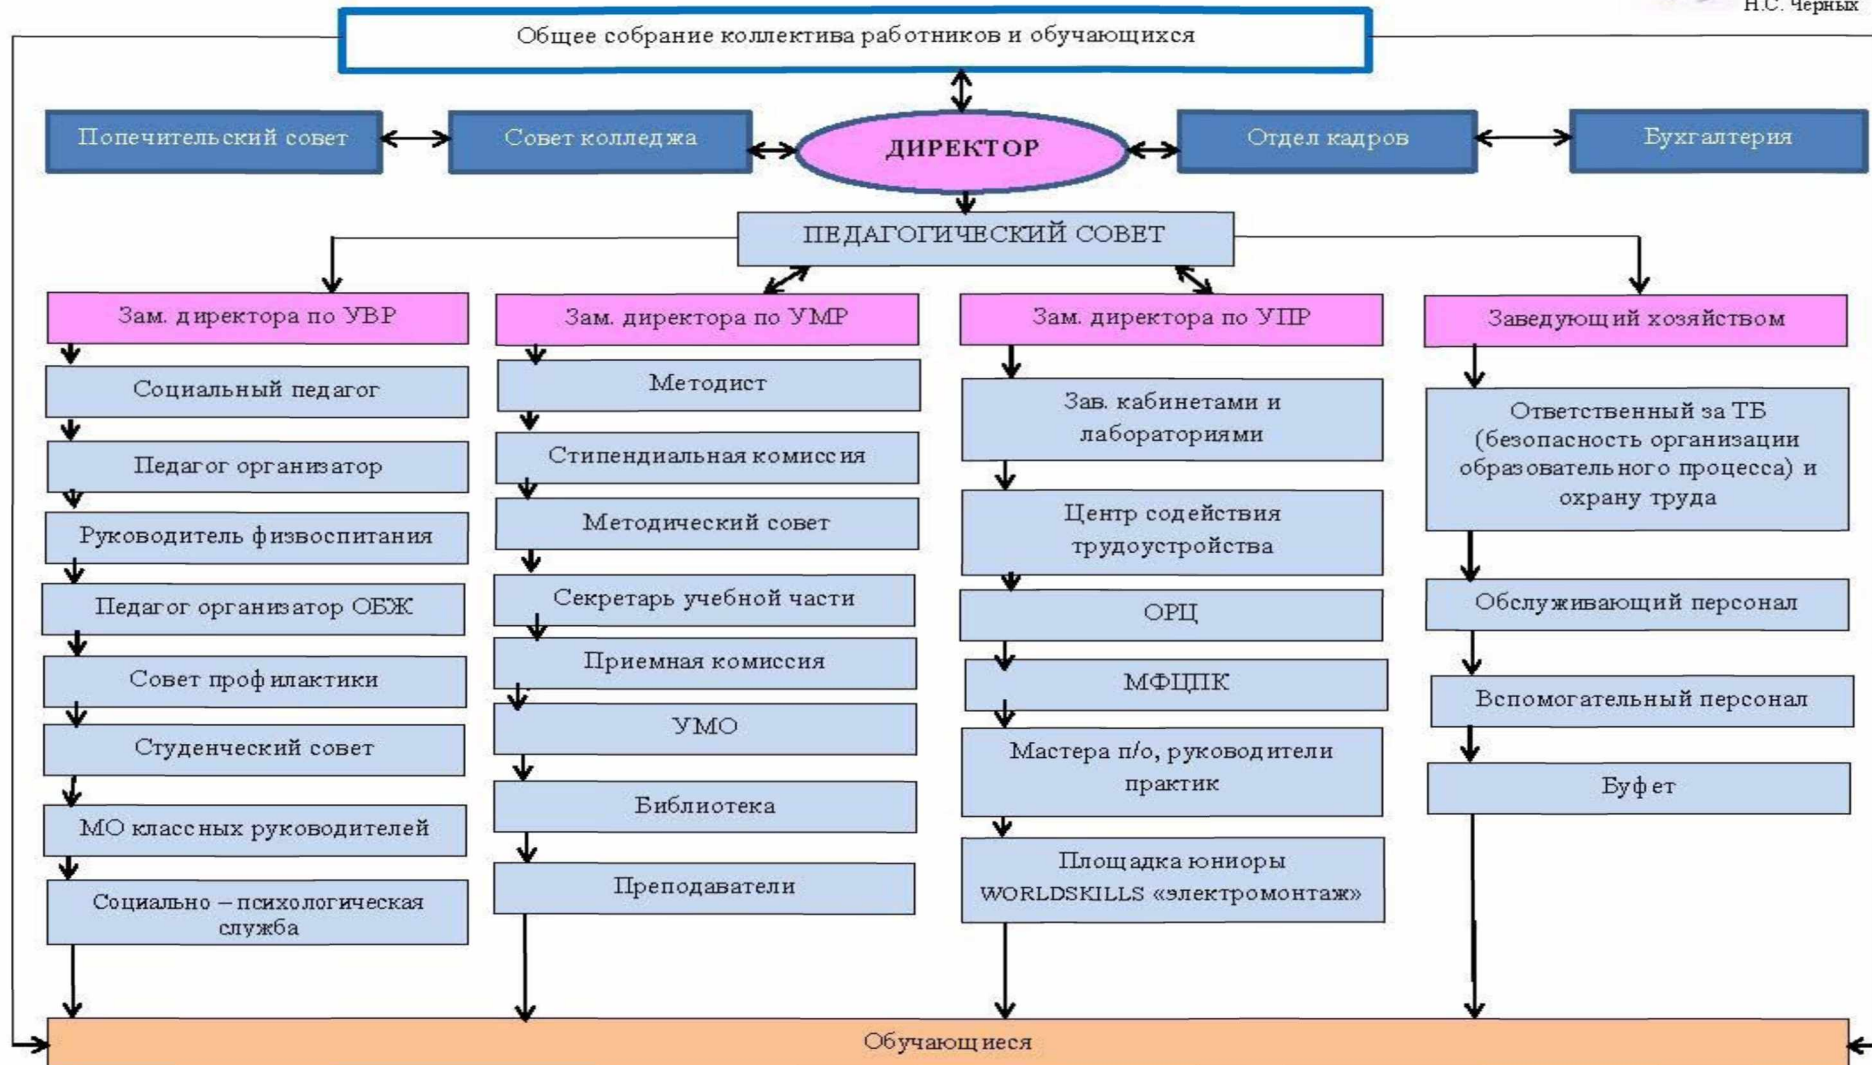 Н.С. Черных
Общее собрание коллектива работников и обучающихся
Попечительский совет
Совет колледжа
ДИРЕКТОР
Отдел кадров
Бухгалтерия
ПЕДАГОГИЧЕСКИЙ СОВЕТ
Зам. директора по УВР
Социальный педагог
Педагог организатор
Руководитель физвоспитания
Педагог организатор ОБЖ
Совет профилактики
Студенческий совет
МО классных руководителей
Социально – психологическая
служба
Зам. директора по УМР
Методист
Стипендиальная комиссия
Методический совет
Секретарь учебной части
Приемная комиссия
УМО
Библиотека
Преподаватели
Зам. директора по УПР
Зав. кабинетами и
лабораториями
Центр содействия
трудоустройства
ОРЦ
МФЦПК
Мастера п/о, руководители
практик
Площадка юниоры
WORLDSKILLS «электромонтаж»
Заведующий хозяйством
Ответственный за ТБ
(безопасность организации
образовательного процесса) и
охрану труда
Обслуживающий персонал
Вспомогательный персонал
Буфет
Обучающиеся